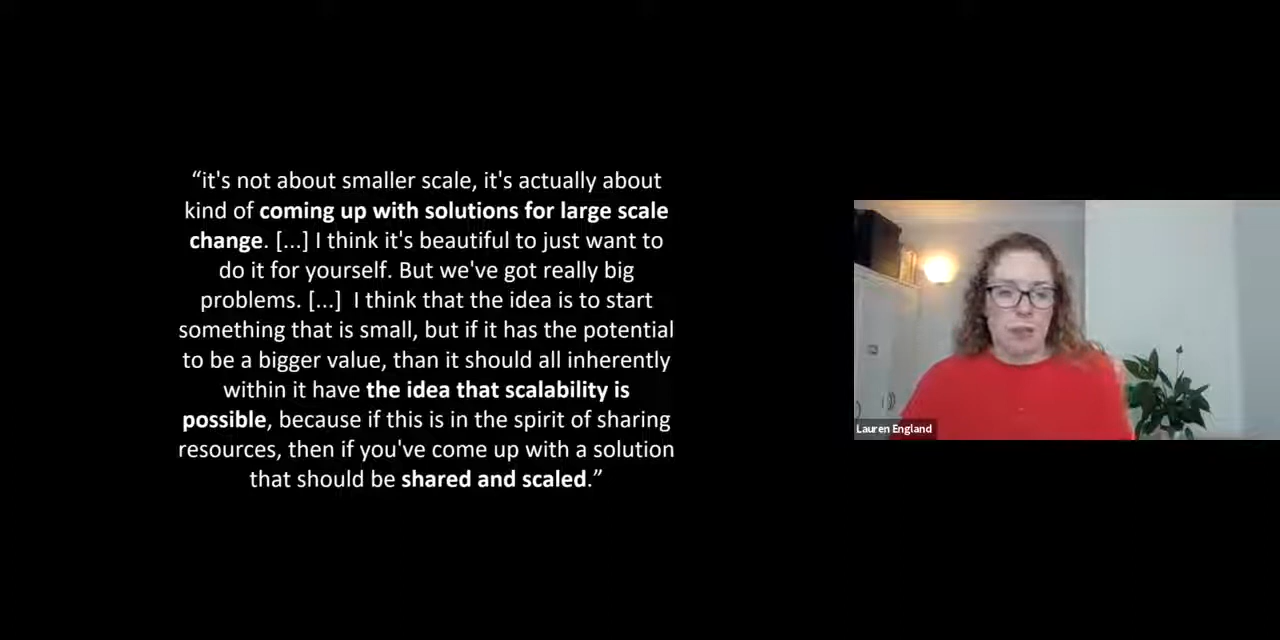 “it's not about smaller scale, it's actually about
kind of coming up with solutions for large scale
change. [...] I think it's beautiful to just want to
do it for yourself. But we've got really big
problems. [...]  I think that the idea is to start
something that is small, but if it has the potential
to be a bigger value, than it should all inherently
within it have the idea that scalability is
possible, because if this is in the spirit of sharing
resources, then if you've come up with a solution
that should be shared and scaled.”
Lauren England